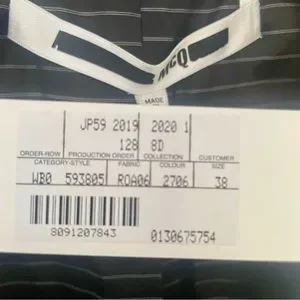 McQ
MADE
JP59 2019 2020 1
128 8D
ORDER-ROW PRODUCTION ORDER COLLECTION CUSTOMER
CATEGORY-STYLE FABRIC COLOUR SIZE
WB0 593805 ROA06 2706 38
8091207843 0130675754